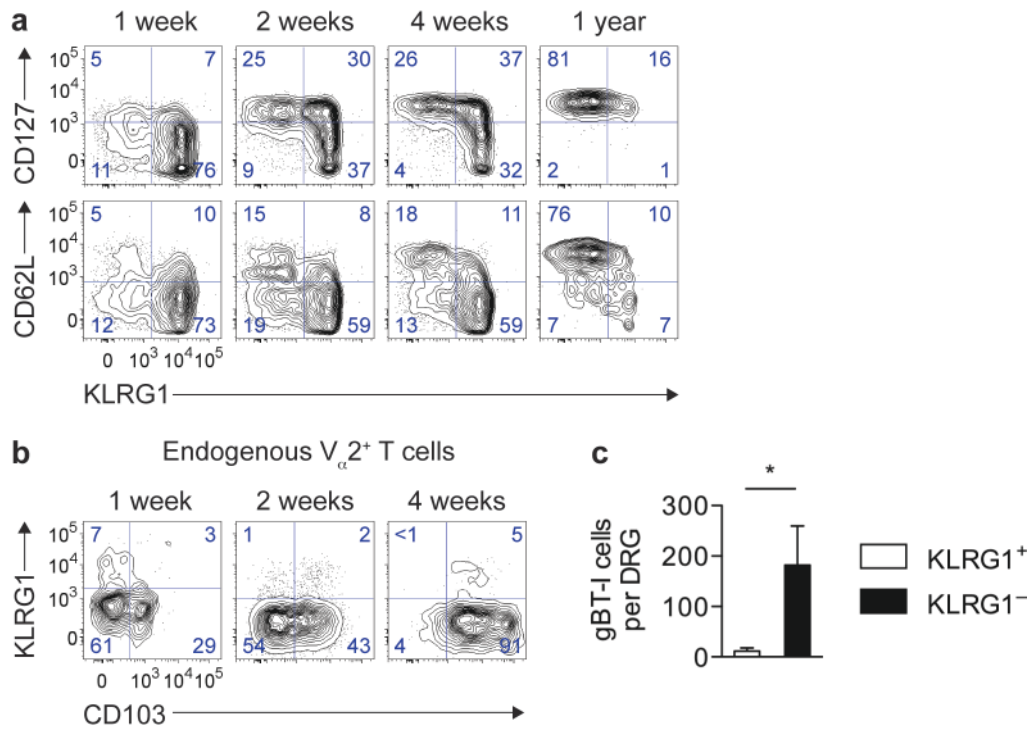 a
1 week 2 weeks 4 weeks 1 year
CD127
10⁵
10⁴
10³
0
5 7
11 76
25 30
9 37
26 37
4 32
81 16
2 1
CD62L
10⁵
10⁴
10³
0
5 10
12 73
15 8
19 59
18 11
13 59
76 10
7 7
0 10³ 10⁴ 10⁵
KLRG1
b
Endogenous Vα2⁺ T cells
1 week 2 weeks 4 weeks
KLRG1
10⁵
10⁴
10³
0
7 3
61 29
1 2
54 43
<1 5
4 91
0 10³ 10⁴ 10⁵
CD103
c
*
gBT-I cells
per DRG
300
200
100
0
KLRG1⁺
KLRG1⁻